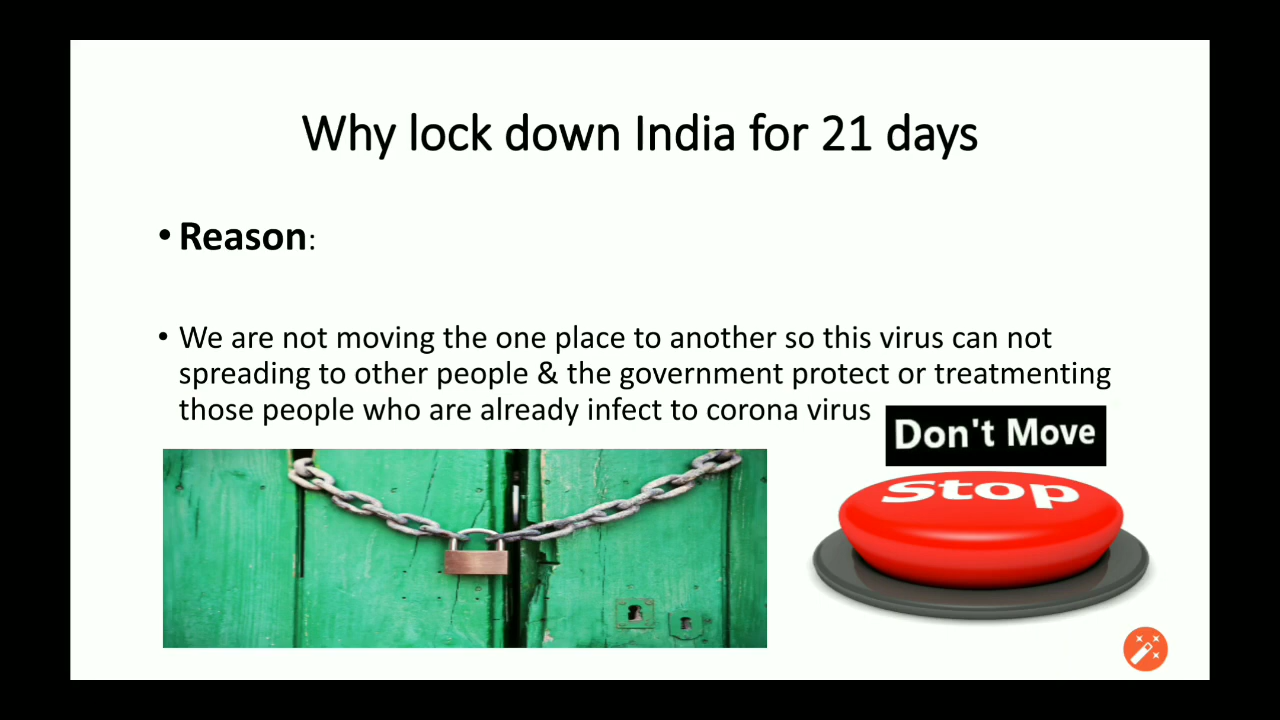 Why lock down India for 21 days
• Reason:
• We are not moving the one place to another so this virus can not
spreading to other people & the government protect or treatmenting
those people who are already infect to corona virus
Don't Move
Stop